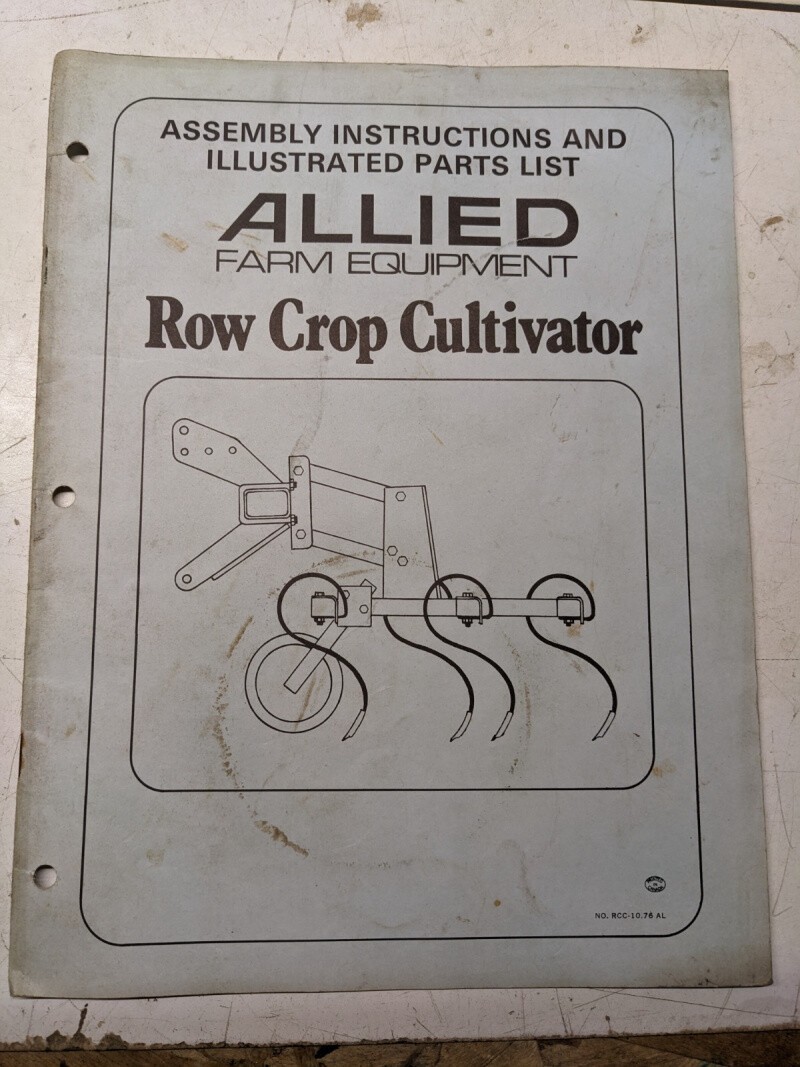 ASSEMBLY INSTRUCTIONS AND
ILLUSTRATED PARTS LIST
ALLIED
FARM EQUIPMENT
Row Crop Cultivator
NO. RCC-10.76 AL